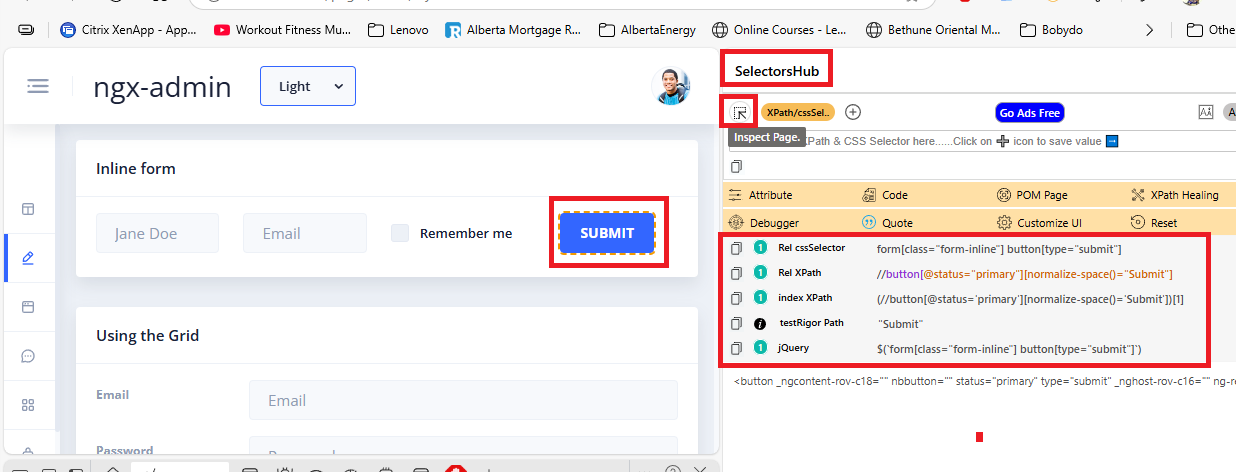 Citrix XenApp - App...
Workout Fitness Mu...
Lenovo
Alberta Mortgage R...
AlbertaEnergy
Online Courses - Le...
Bethune Oriental M...
Bobydo
Othe
ngx-admin
Light
Inline form
Jane Doe
Email
Remember me
SUBMIT
Using the Grid
Email
Email
Password
SelectorsHub
XPath/cssSel..
Go Ads Free
Inspect Page.
XPath & CSS Selector here......Click on ➕ icon to save value
Attribute
Code
POM Page
XPath Healing
Debugger
Quote
Customize UI
Reset
1 Rel cssSelector form[class="form-inline"] button[type="submit"]
1 Rel XPath //button[@status="primary"][normalize-space()="Submit"]
1 index XPath (//button[@status='primary'][normalize-space()='Submit'])[1]
i testRigor Path "Submit"
1 jQuery $(`form[class="form-inline"] button[type="submit"]`)
<button _ngcontent-rov-c18="" nbbutton="" status="primary" type="submit" _nghost-rov-c16="" ng-re